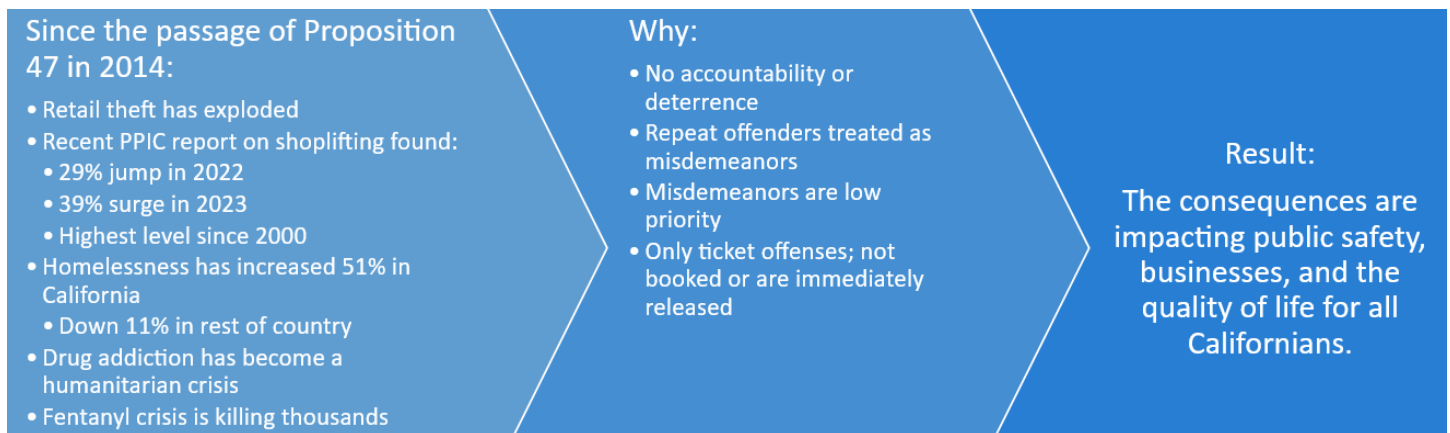 Since the passage of Proposition
47 in 2014:
• Retail theft has exploded
• Recent PPIC report on shoplifting found:
• 29% jump in 2022
• 39% surge in 2023
• Highest level since 2000
• Homelessness has increased 51% in
California
• Down 11% in rest of country
• Drug addiction has become a
humanitarian crisis
• Fentanyl crisis is killing thousands
Why:
• No accountability or
deterrence
• Repeat offenders treated as
misdemeanors
• Misdemeanors are low
priority
• Only ticket offenses; not
booked or are immediately
released
Result:
The consequences are
impacting public safety,
businesses, and the
quality of life for all
Californians.